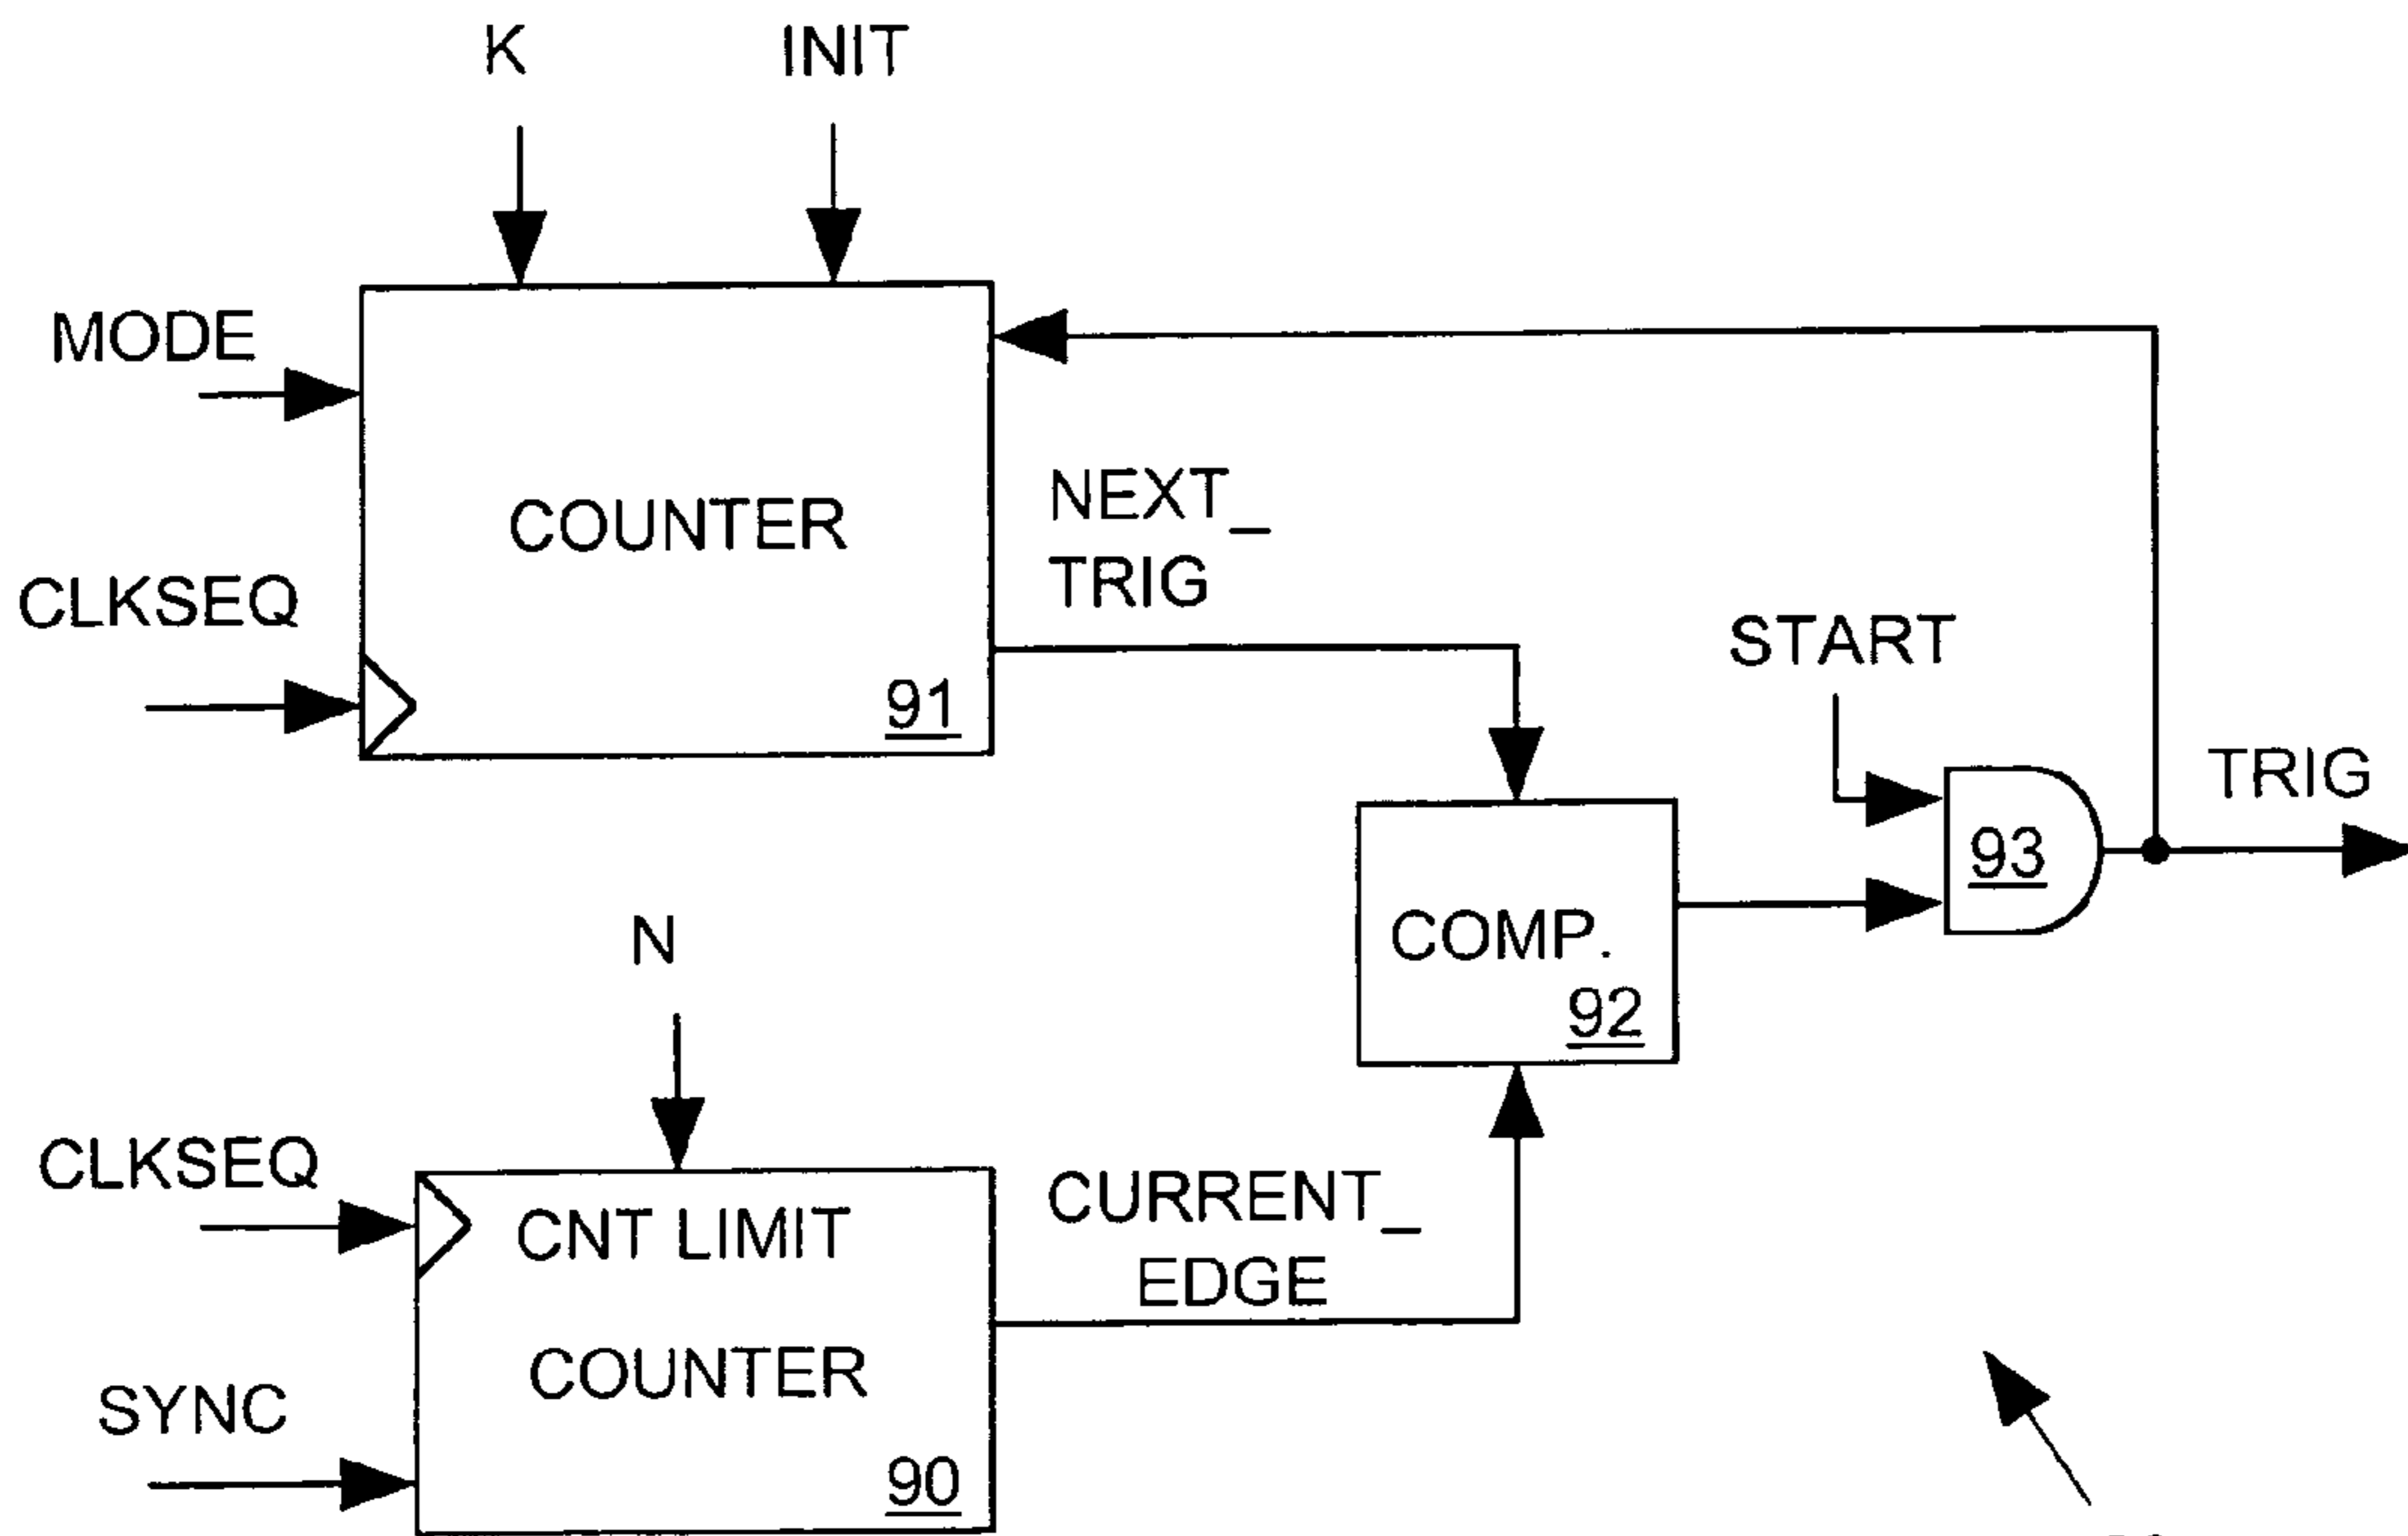 K
INIT
MODE
COUNTER
CLKSEQ
91
NEXT_
TRIG
START
TRIG
93
COMP.
92
N
CLKSEQ
CNT LIMIT
COUNTER
SYNC
90
CURRENT_
EDGE